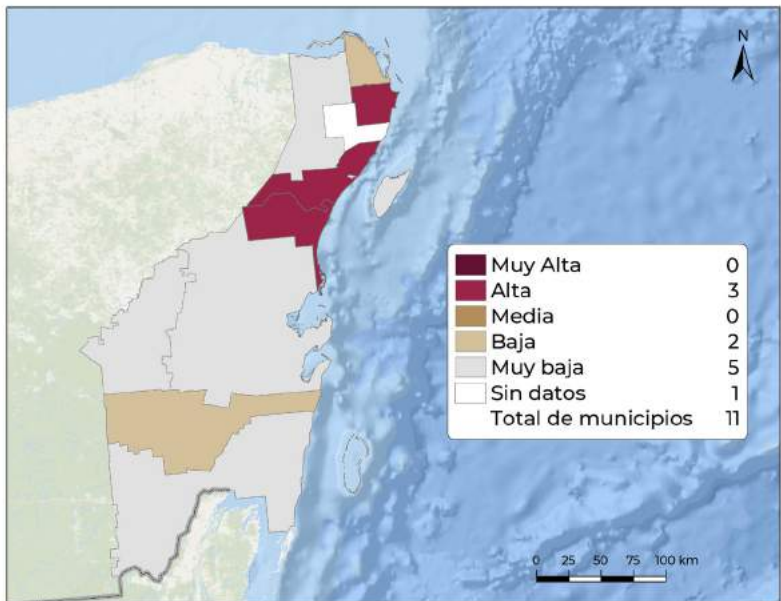 N
Muy Alta 0
Alta 3
Media 0
Baja 2
Muy baja 5
Sin datos 1
Total de municipios 11
0 25 50 75 100 km